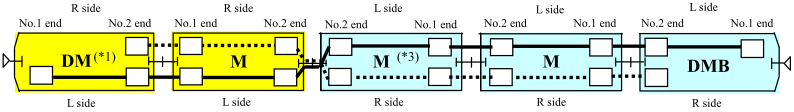 R side
R side
L side
L side
L side
No.1 end No.2 end
No.1 end No.2 end
No.2 end No.1 end
No.2 end No.1 end
No.2 end No.1 end
DM (*1)
M
M (*3)
M
DMB
L side
L side
R side
R side
R side